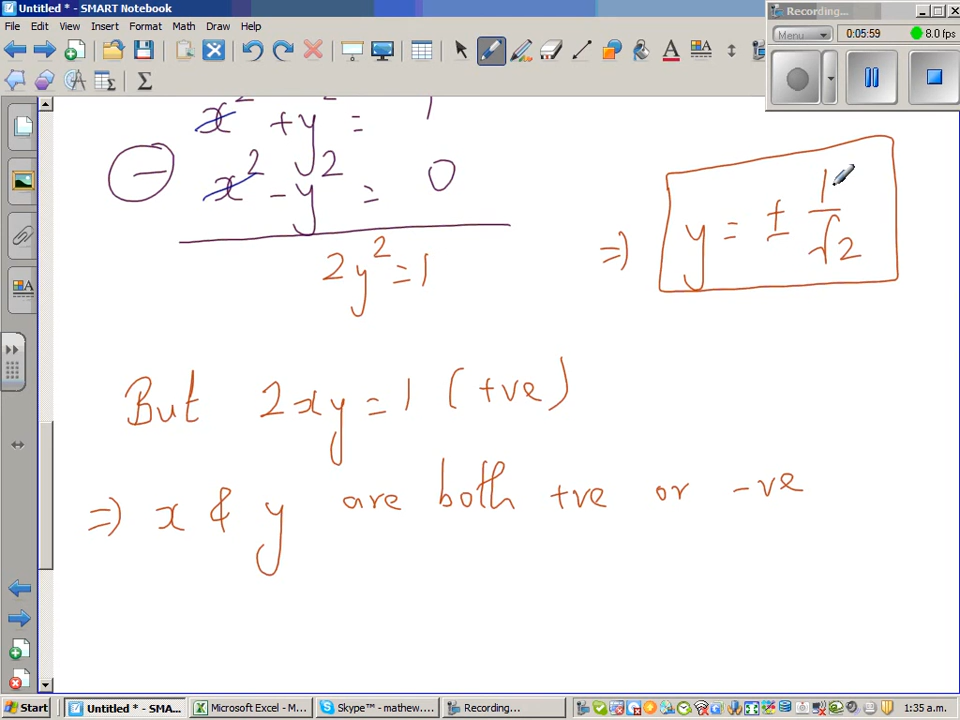 Untitled * - SMART Notebook
Recording...
File Edit View Insert Format Math Draw Help
Menu 00:05:59 8.0 fps
x² + y² = 1
− x² - y² = 0
2y² = 1
⇒ y = ± 1/√2
But 2xy = 1 (+ve)
⇒ x & y are both +ve or -ve
Start Untitled * - SMA... Microsoft Excel - M... Skype™ - mathew.... Recording... 1:35 a.m.